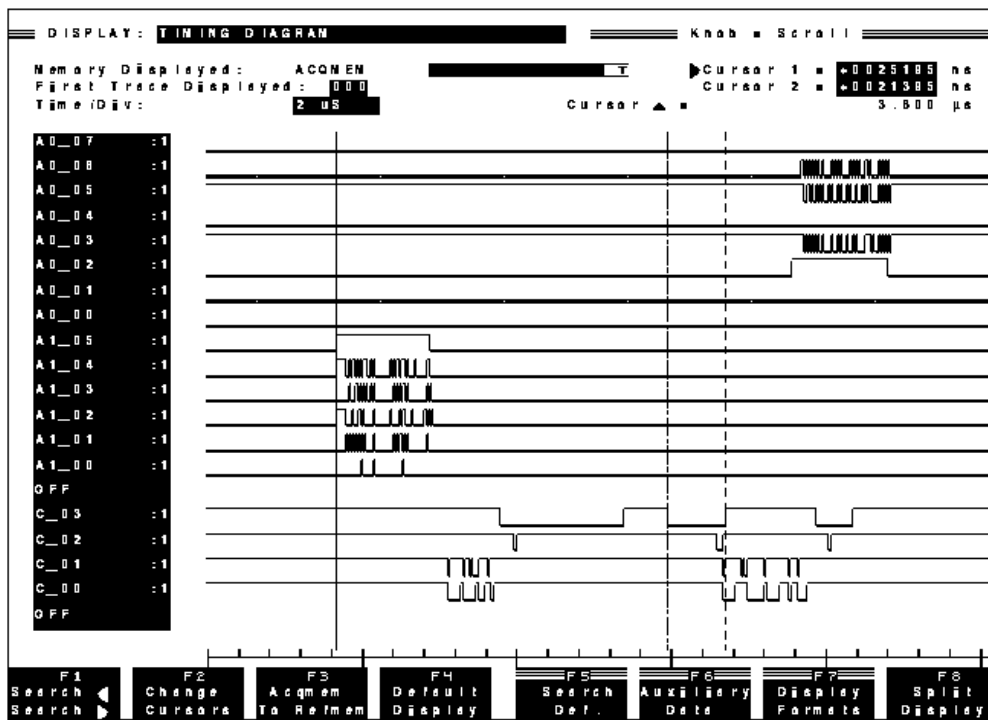 DISPLAY: TIMING DIAGRAM Knob = Scroll
Memory Displayed: ACQMEM T Cursor 1 = +0025185 ns
First Trace Displayed: 000 Cursor 2 = +0021385 ns
Time/Div: 2 uS Cursor ▲ = 3.800 µs
A0_07 :1
A0_06 :1
A0_05 :1
A0_04 :1
A0_03 :1
A0_02 :1
A0_01 :1
A0_00 :1
A1_05 :1
A1_04 :1
A1_03 :1
A1_02 :1
A1_01 :1
A1_00 :1
OFF
C_03 :1
C_02 :1
C_01 :1
C_00 :1
OFF
F1 F2 F3 F4 F5 F6 F7 F8
Search Change Acqmem Default Search Auxiliary Display Split
Search Cursors To Refmem Display Def. Data Formats Display